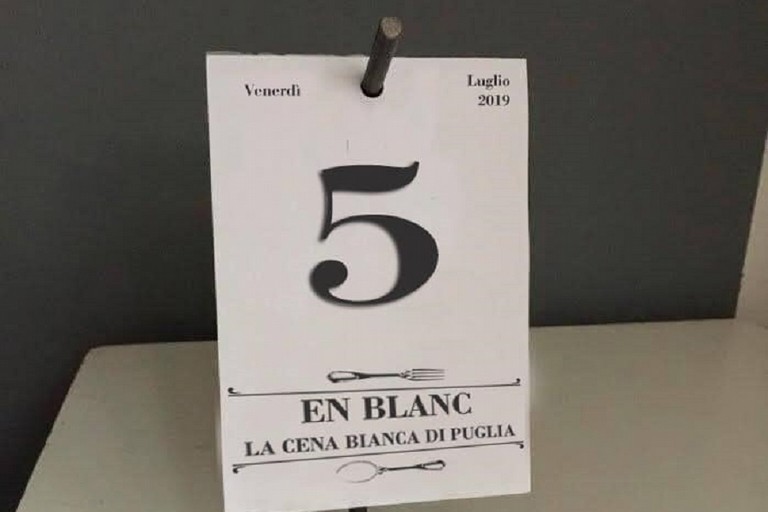 Venerdì
Luglio
2019
5
EN BLANC
LA CENA BIANCA DI PUGLIA